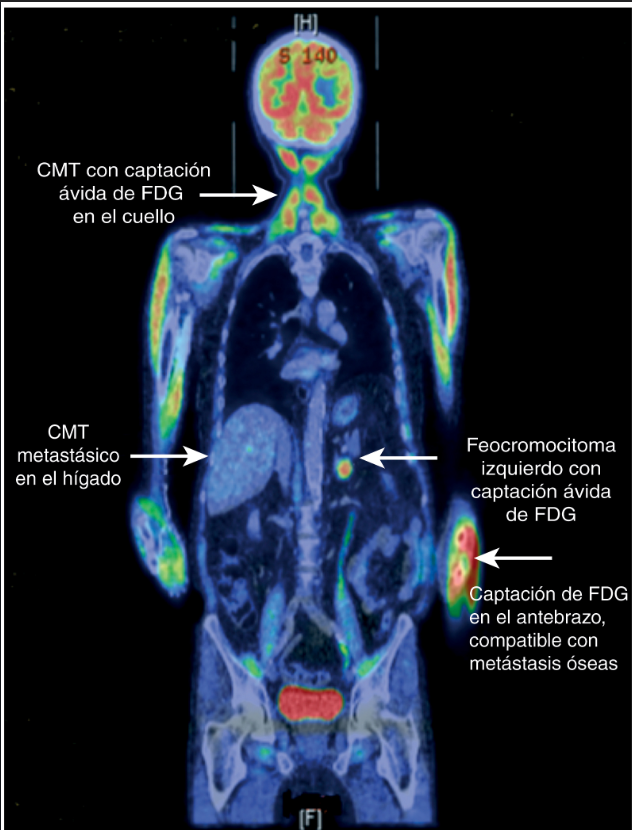 [H]
S 140
CMT con captación
ávida de FDG
en el cuello
CMT
metastásico
en el hígado
Feocromocitoma
izquierdo con
captación ávida
de FDG
Captación de FDG
en el antebrazo,
compatible con
metástasis óseas
[F]